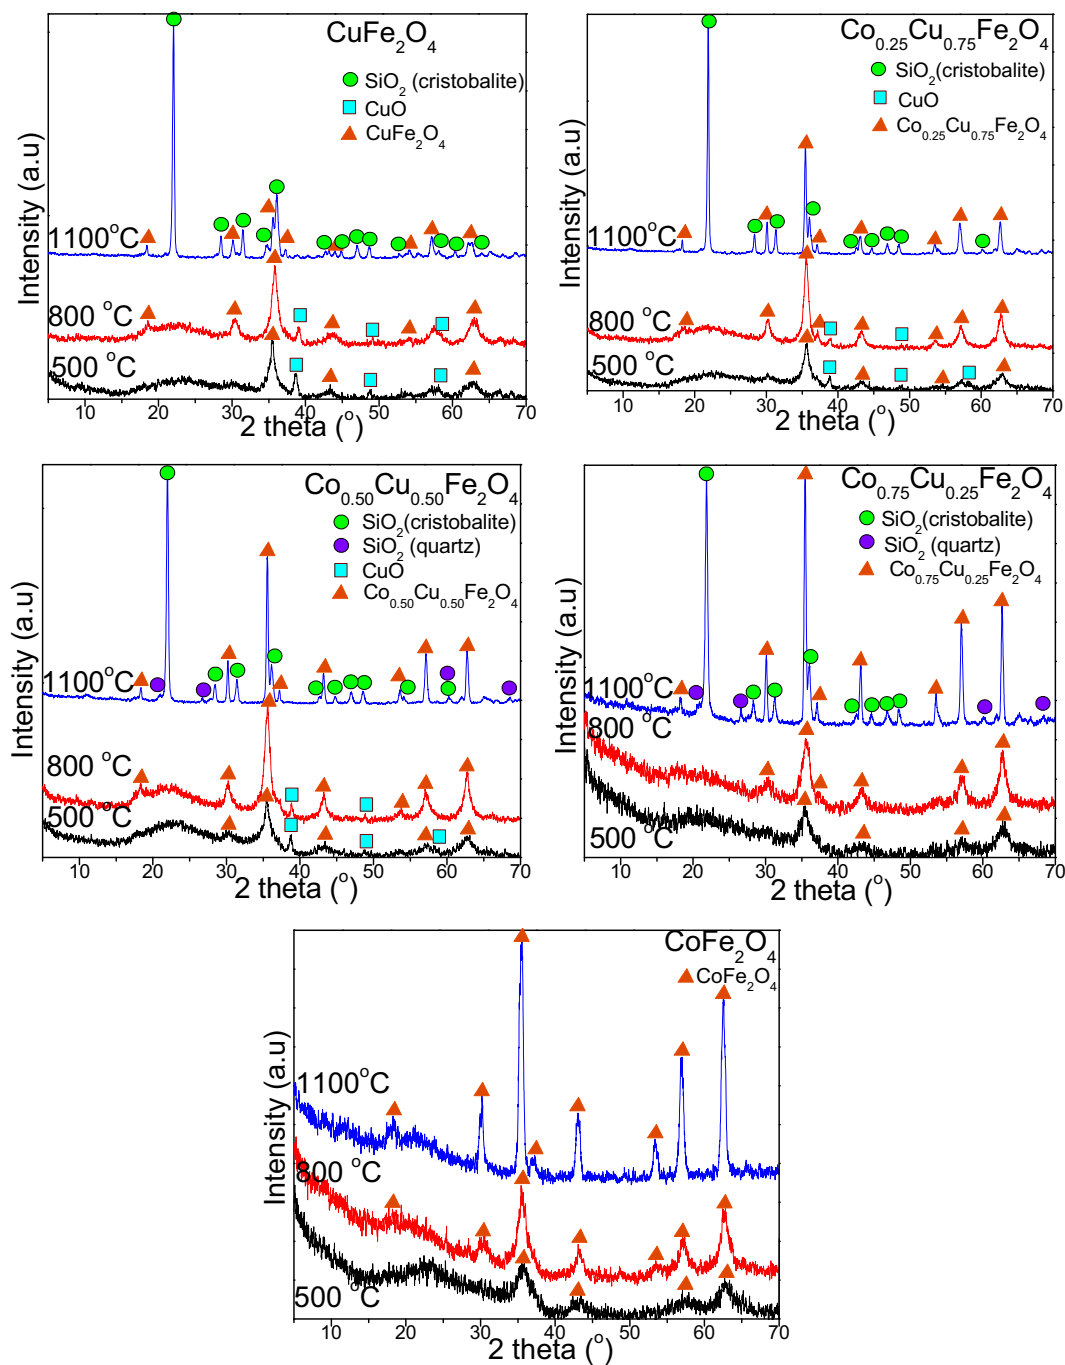 CuFe2O4
SiO2 (cristobalite)
CuO
CuFe2O4
1100°C
800 °C
500 °C
Intensity (a.u)
10 20 30 40 50 60 70
2 theta (°)
Co0.25Cu0.75Fe2O4
SiO2(cristobalite)
CuO
Co0.25Cu0.75Fe2O4
1100°C
800 °C
500 °C
Intensity (a.u)
10 20 30 40 50 60 70
2 theta (°)
Co0.50Cu0.50Fe2O4
SiO2(cristobalite)
SiO2 (quartz)
CuO
Co0.50Cu0.50Fe2O4
1100°C
800 °C
500 °C
Intensity (a.u)
10 20 30 40 50 60 70
2 theta (°)
Co0.75Cu0.25Fe2O4
SiO2(cristobalite)
SiO2 (quartz)
Co0.75Cu0.25Fe2O4
1100°C
800 °C
500 °C
Intensity (a.u)
10 20 30 40 50 60 70
2 theta (°)
CoFe2O4
CoFe2O4
1100°C
800 °C
500 °C
Intensity (a.u)
10 20 30 40 50 60 70
2 theta (°)